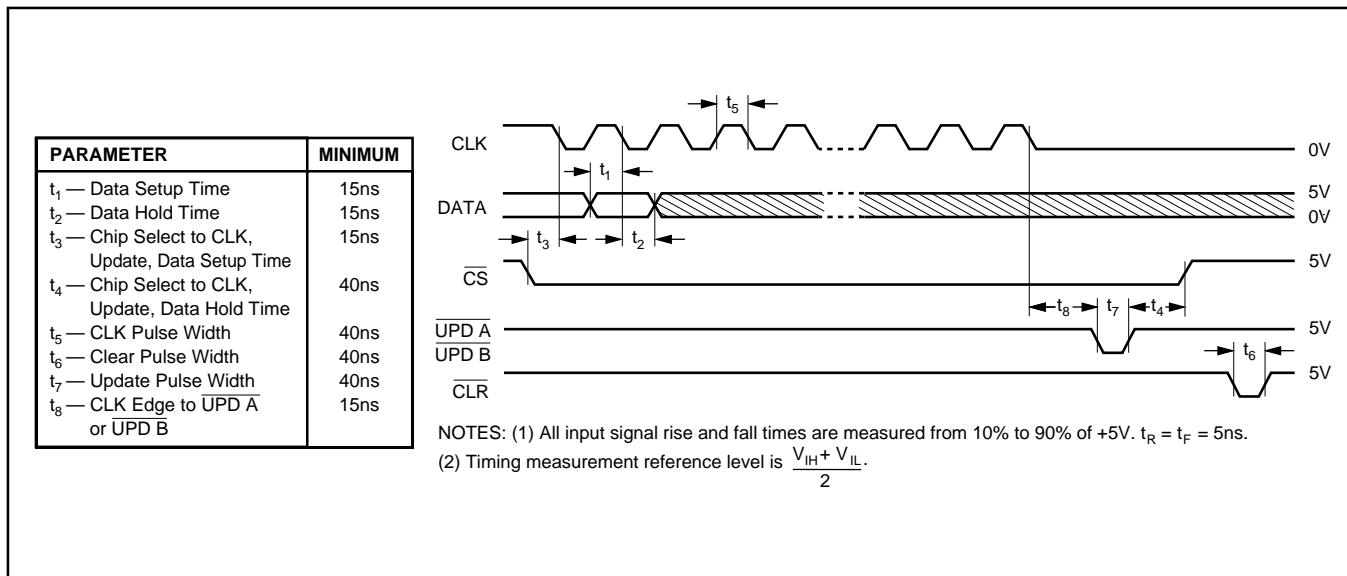 PARAMETER MINIMUM
t1 — Data Setup Time 15ns
t2 — Data Hold Time 15ns
t3 — Chip Select to CLK, 15ns
Update, Data Setup Time
t4 — Chip Select to CLK, 40ns
Update, Data Hold Time
t5 — CLK Pulse Width 40ns
t6 — Clear Pulse Width 40ns
t7 — Update Pulse Width 40ns
t8 — CLK Edge to UPD A 15ns
or UPD B
t5
CLK
0V
t1
DATA
5V
0V
t3
t2
CS
5V
t8
t7
t4
UPD A
UPD B
5V
t6
CLR
5V
NOTES: (1) All input signal rise and fall times are measured from 10% to 90% of +5V. tR = tF = 5ns.
(2) Timing measurement reference level is (VIH + VIL)/2.